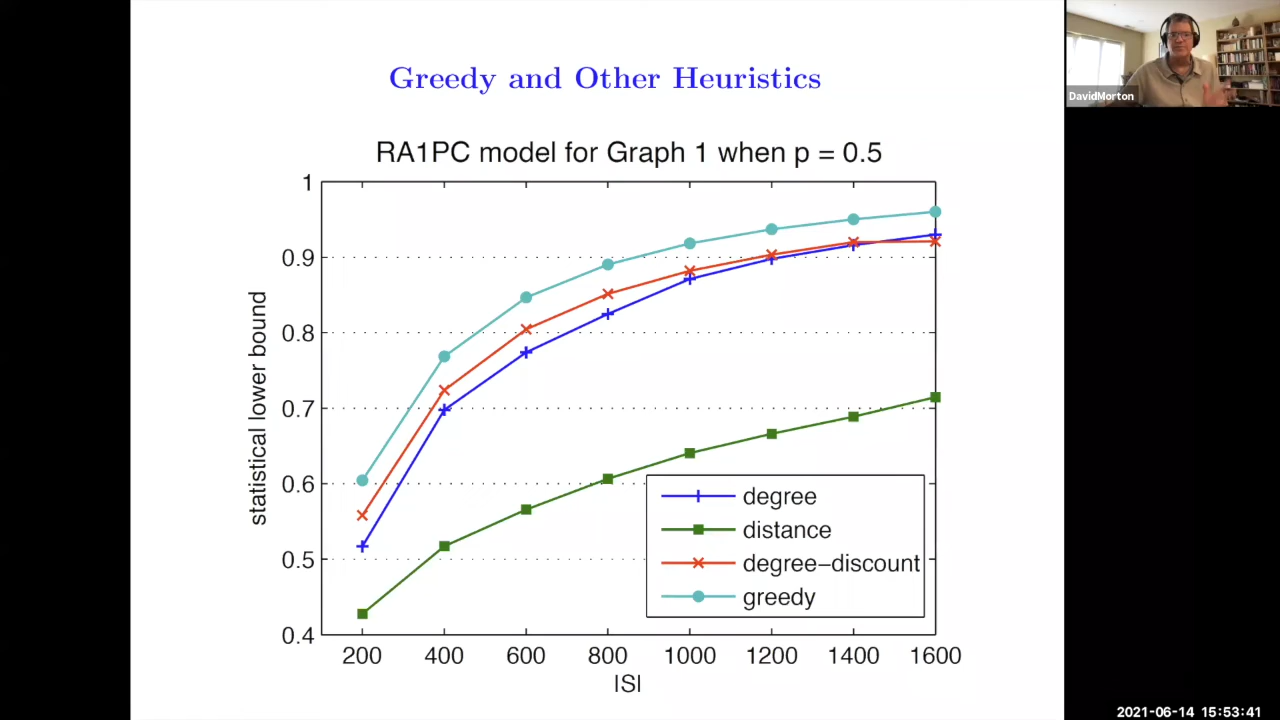 Greedy and Other Heuristics
DavidMorton
RA1PC model for Graph 1 when p = 0.5
statistical lower bound
1
0.9
0.8
0.7
0.6
0.5
0.4
degree
distance
degree–discount
greedy
200 400 600 800 1000 1200 1400 1600
|S|
2021-06-14 15:53:41